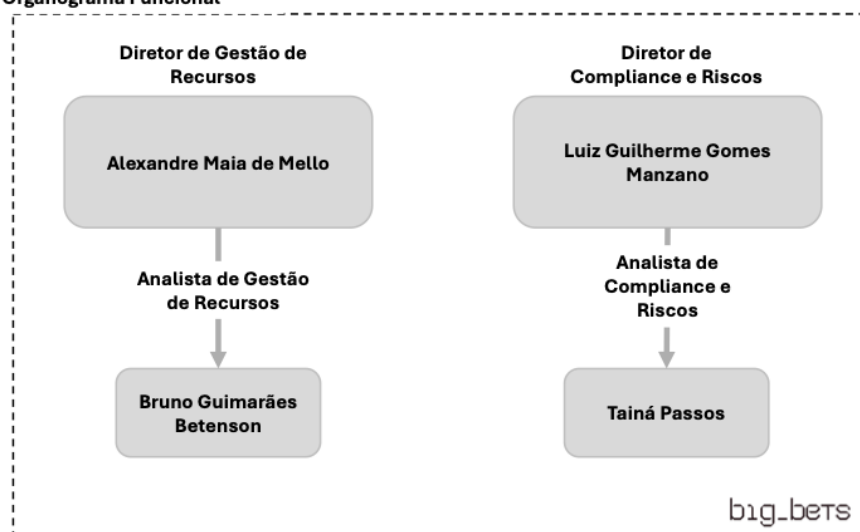 Organograma Funcional
Diretor de Gestão de
Recursos
Alexandre Maia de Mello
Analista de Gestão
de Recursos
Bruno Guimarães
Betenson
Diretor de
Compliance e Riscos
Luiz Guilherme Gomes
Manzano
Analista de
Compliance e
Riscos
Tainá Passos
big_bets